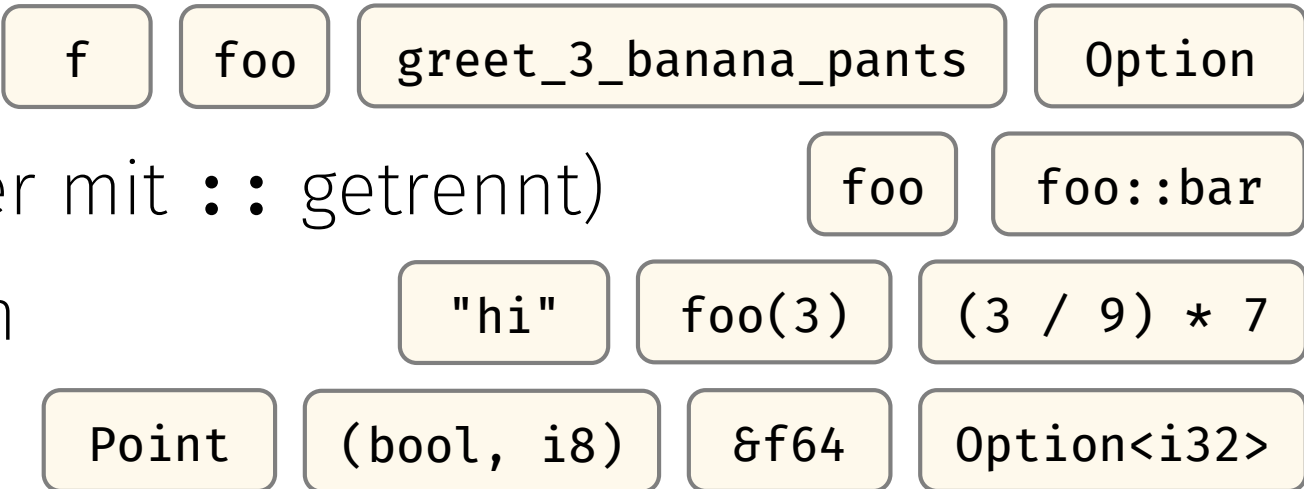 f foo greet_3_banana_pants Option
er mit :: getrennt) foo foo::bar
n "hi" foo(3) (3 / 9) * 7
Point (bool, i8) &f64 Option<i32>